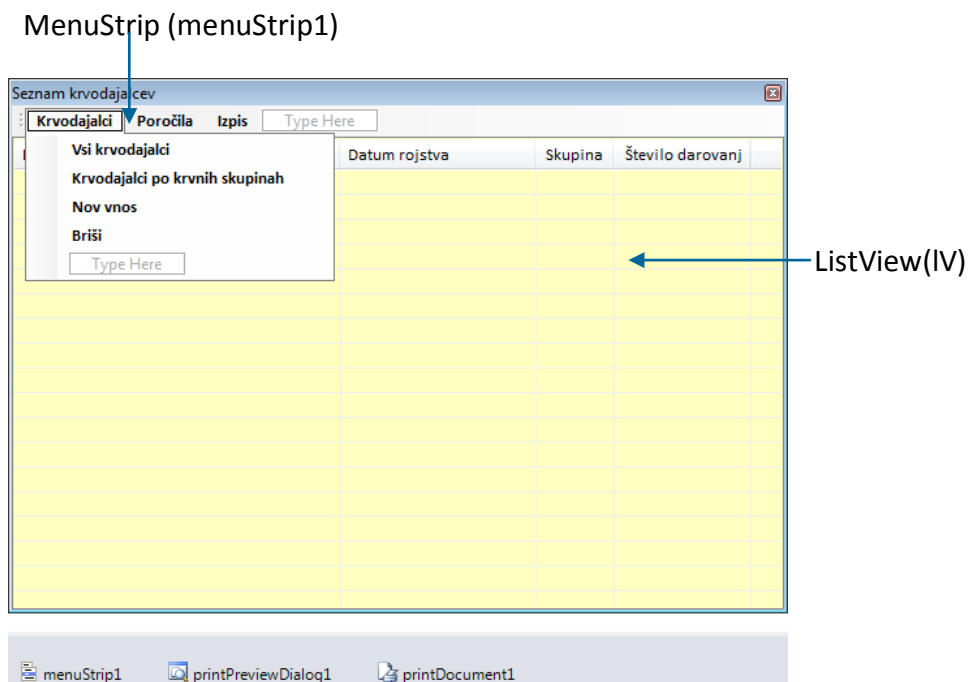 MenuStrip (menuStrip1)
Seznam krvodajalcev
Krvodajalci Poročila Izpis Type Here
Datum rojstva Skupina Število darovanj
Vsi krvodajalci
Krvodajalci po krvnih skupinah
Nov vnos
Briši
Type Here
ListView(lV)
menuStrip1 printPreviewDialog1 printDocument1